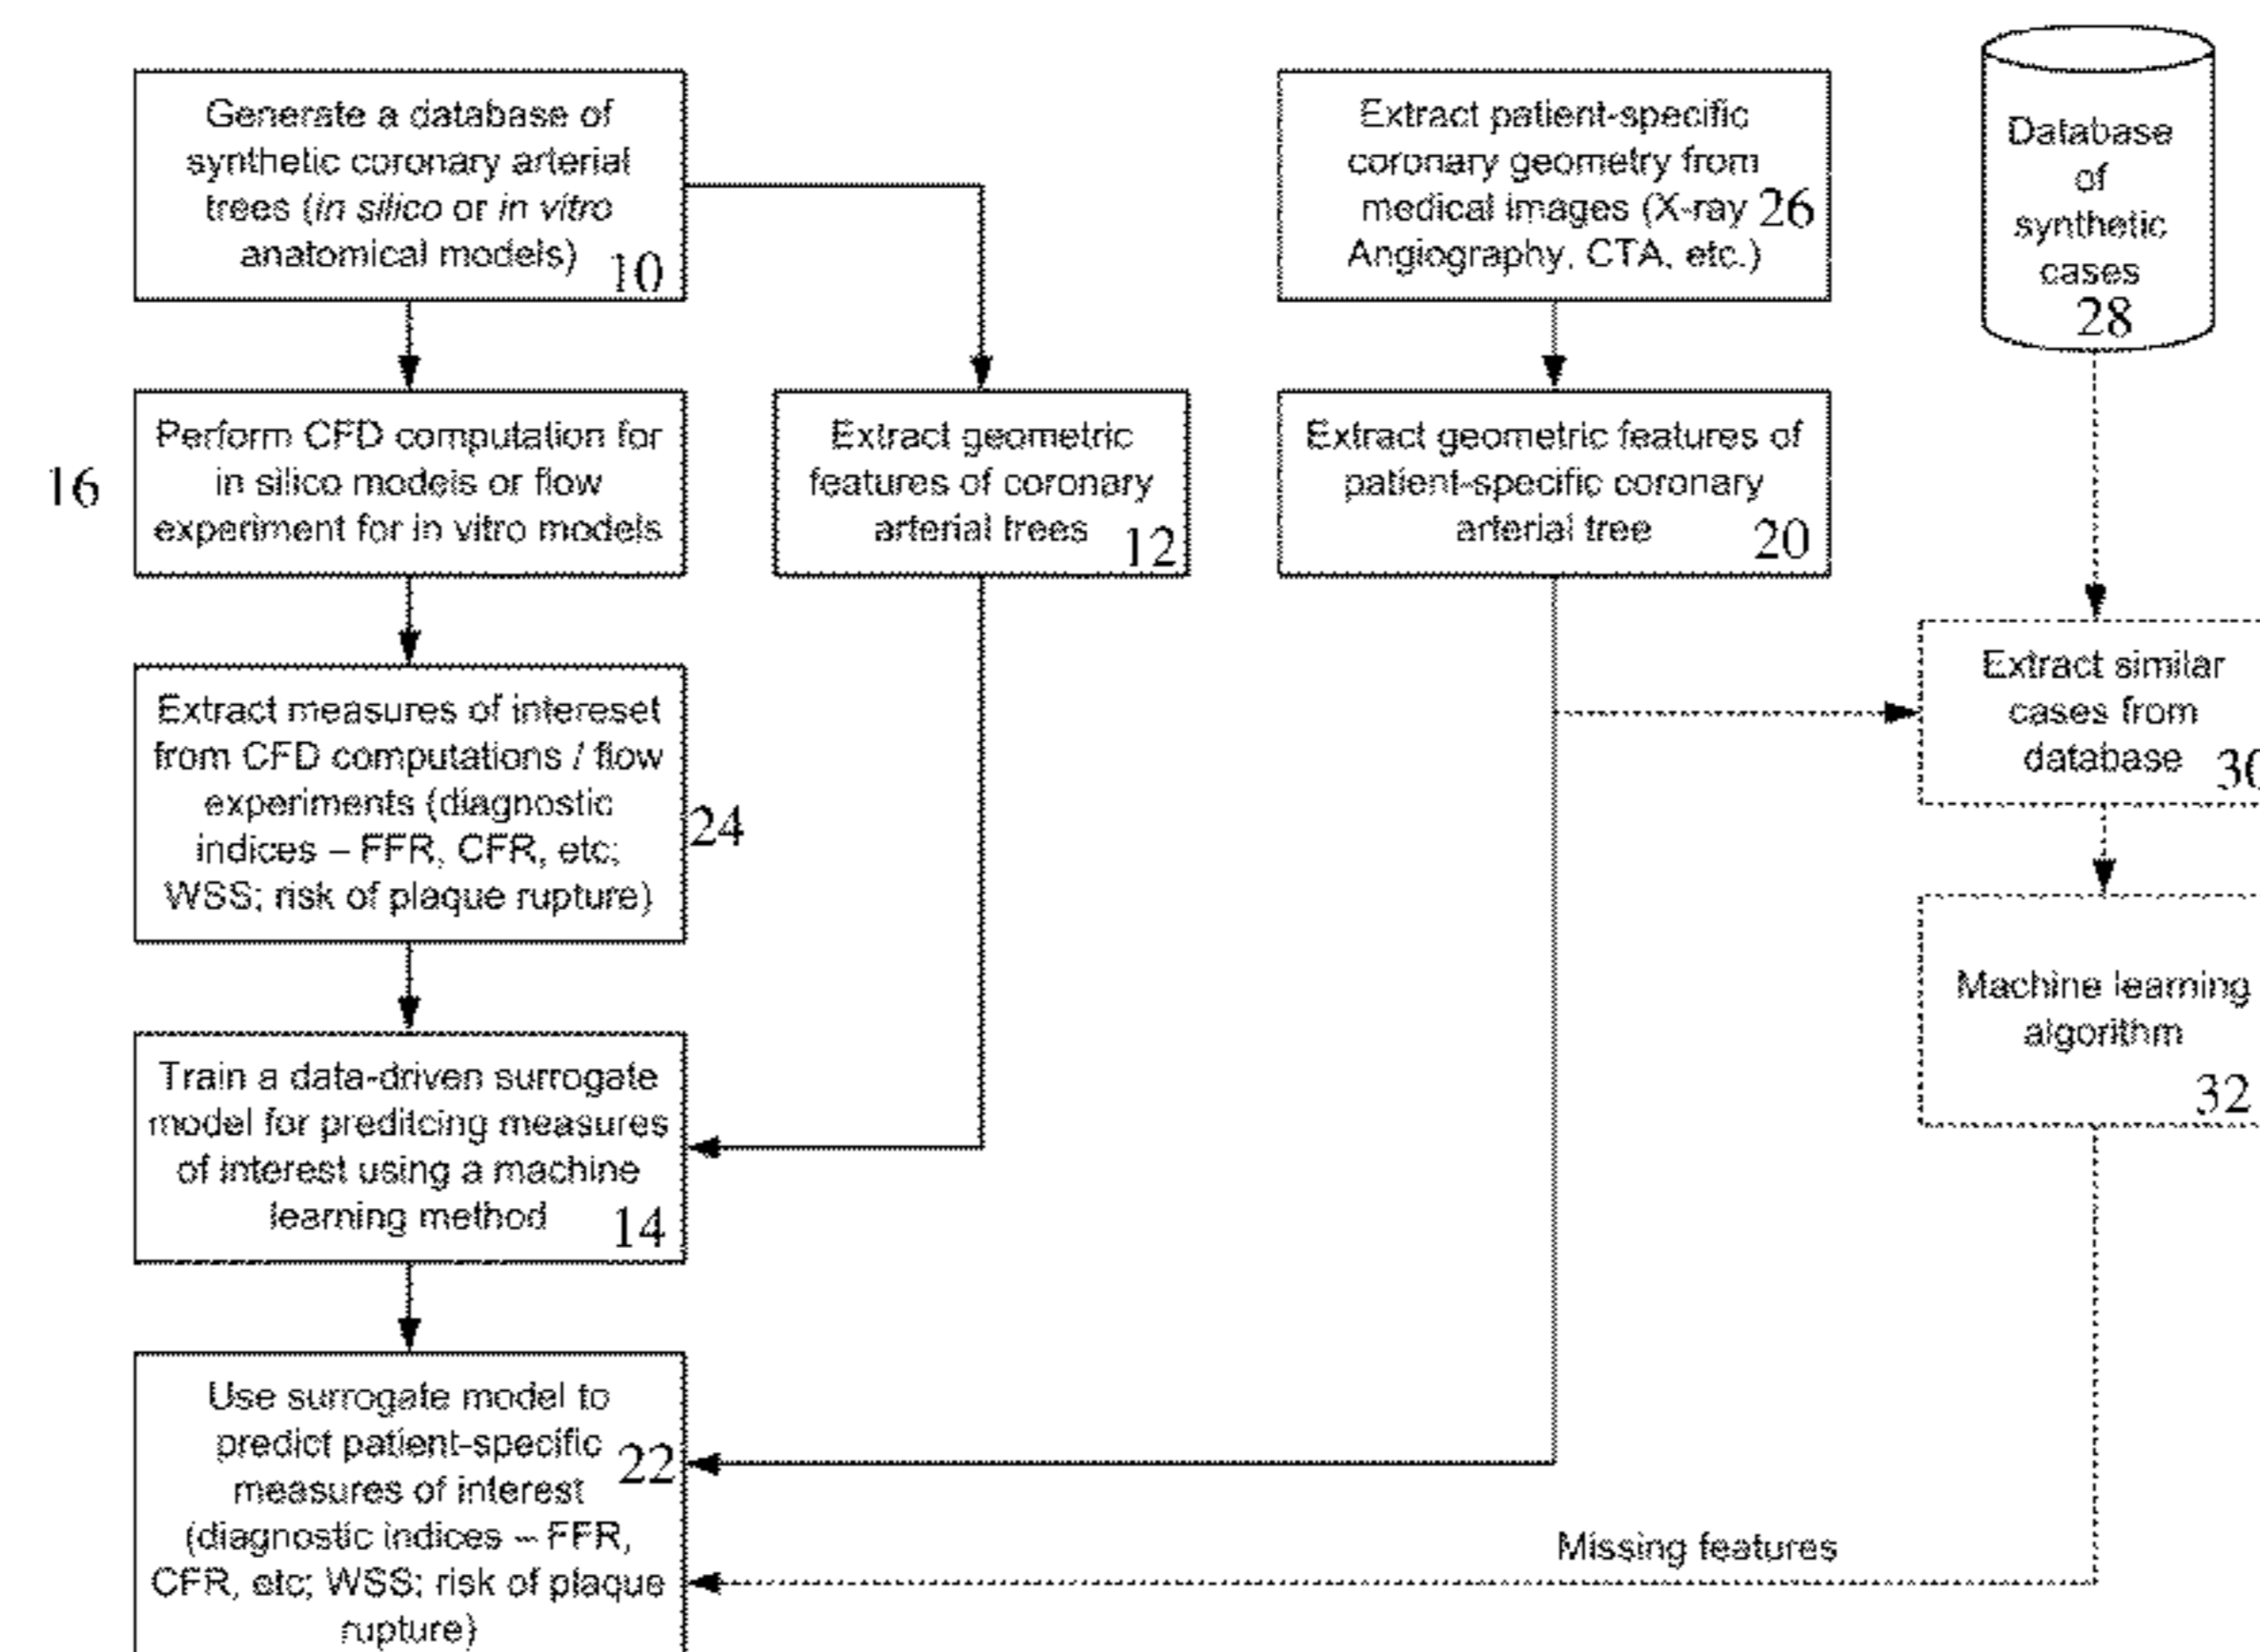 Generate a database of
synthetic coronary arterial
trees (in silico or in vitro
anatomical models)
10
Extract patient-specific
coronary geometry from
medical images (X-ray
Angiography, CTA, etc.)
26
Database
of
synthetic
cases
28
16
Perform CFD computation for
in silico models or flow
experiment for in vitro models
Extract geometric
features of coronary
arterial trees
12
Extract geometric features of
patient-specific coronary
arterial tree
20
Extract measures of intereset
from CFD computations / flow
experiments (diagnostic
indices – FFR, CFR, etc;
WSS; risk of plaque rupture)
24
Extract similar
cases from
database
30
Train a data-driven surrogate
model for preditcing measures
of interest using a machine
learning method
14
Machine learning
algorithm
32
Use surrogate model to
predict patient-specific
measures of interest
(diagnostic indices – FFR,
CFR, etc; WSS; risk of plaque
rupture)
22
Missing features